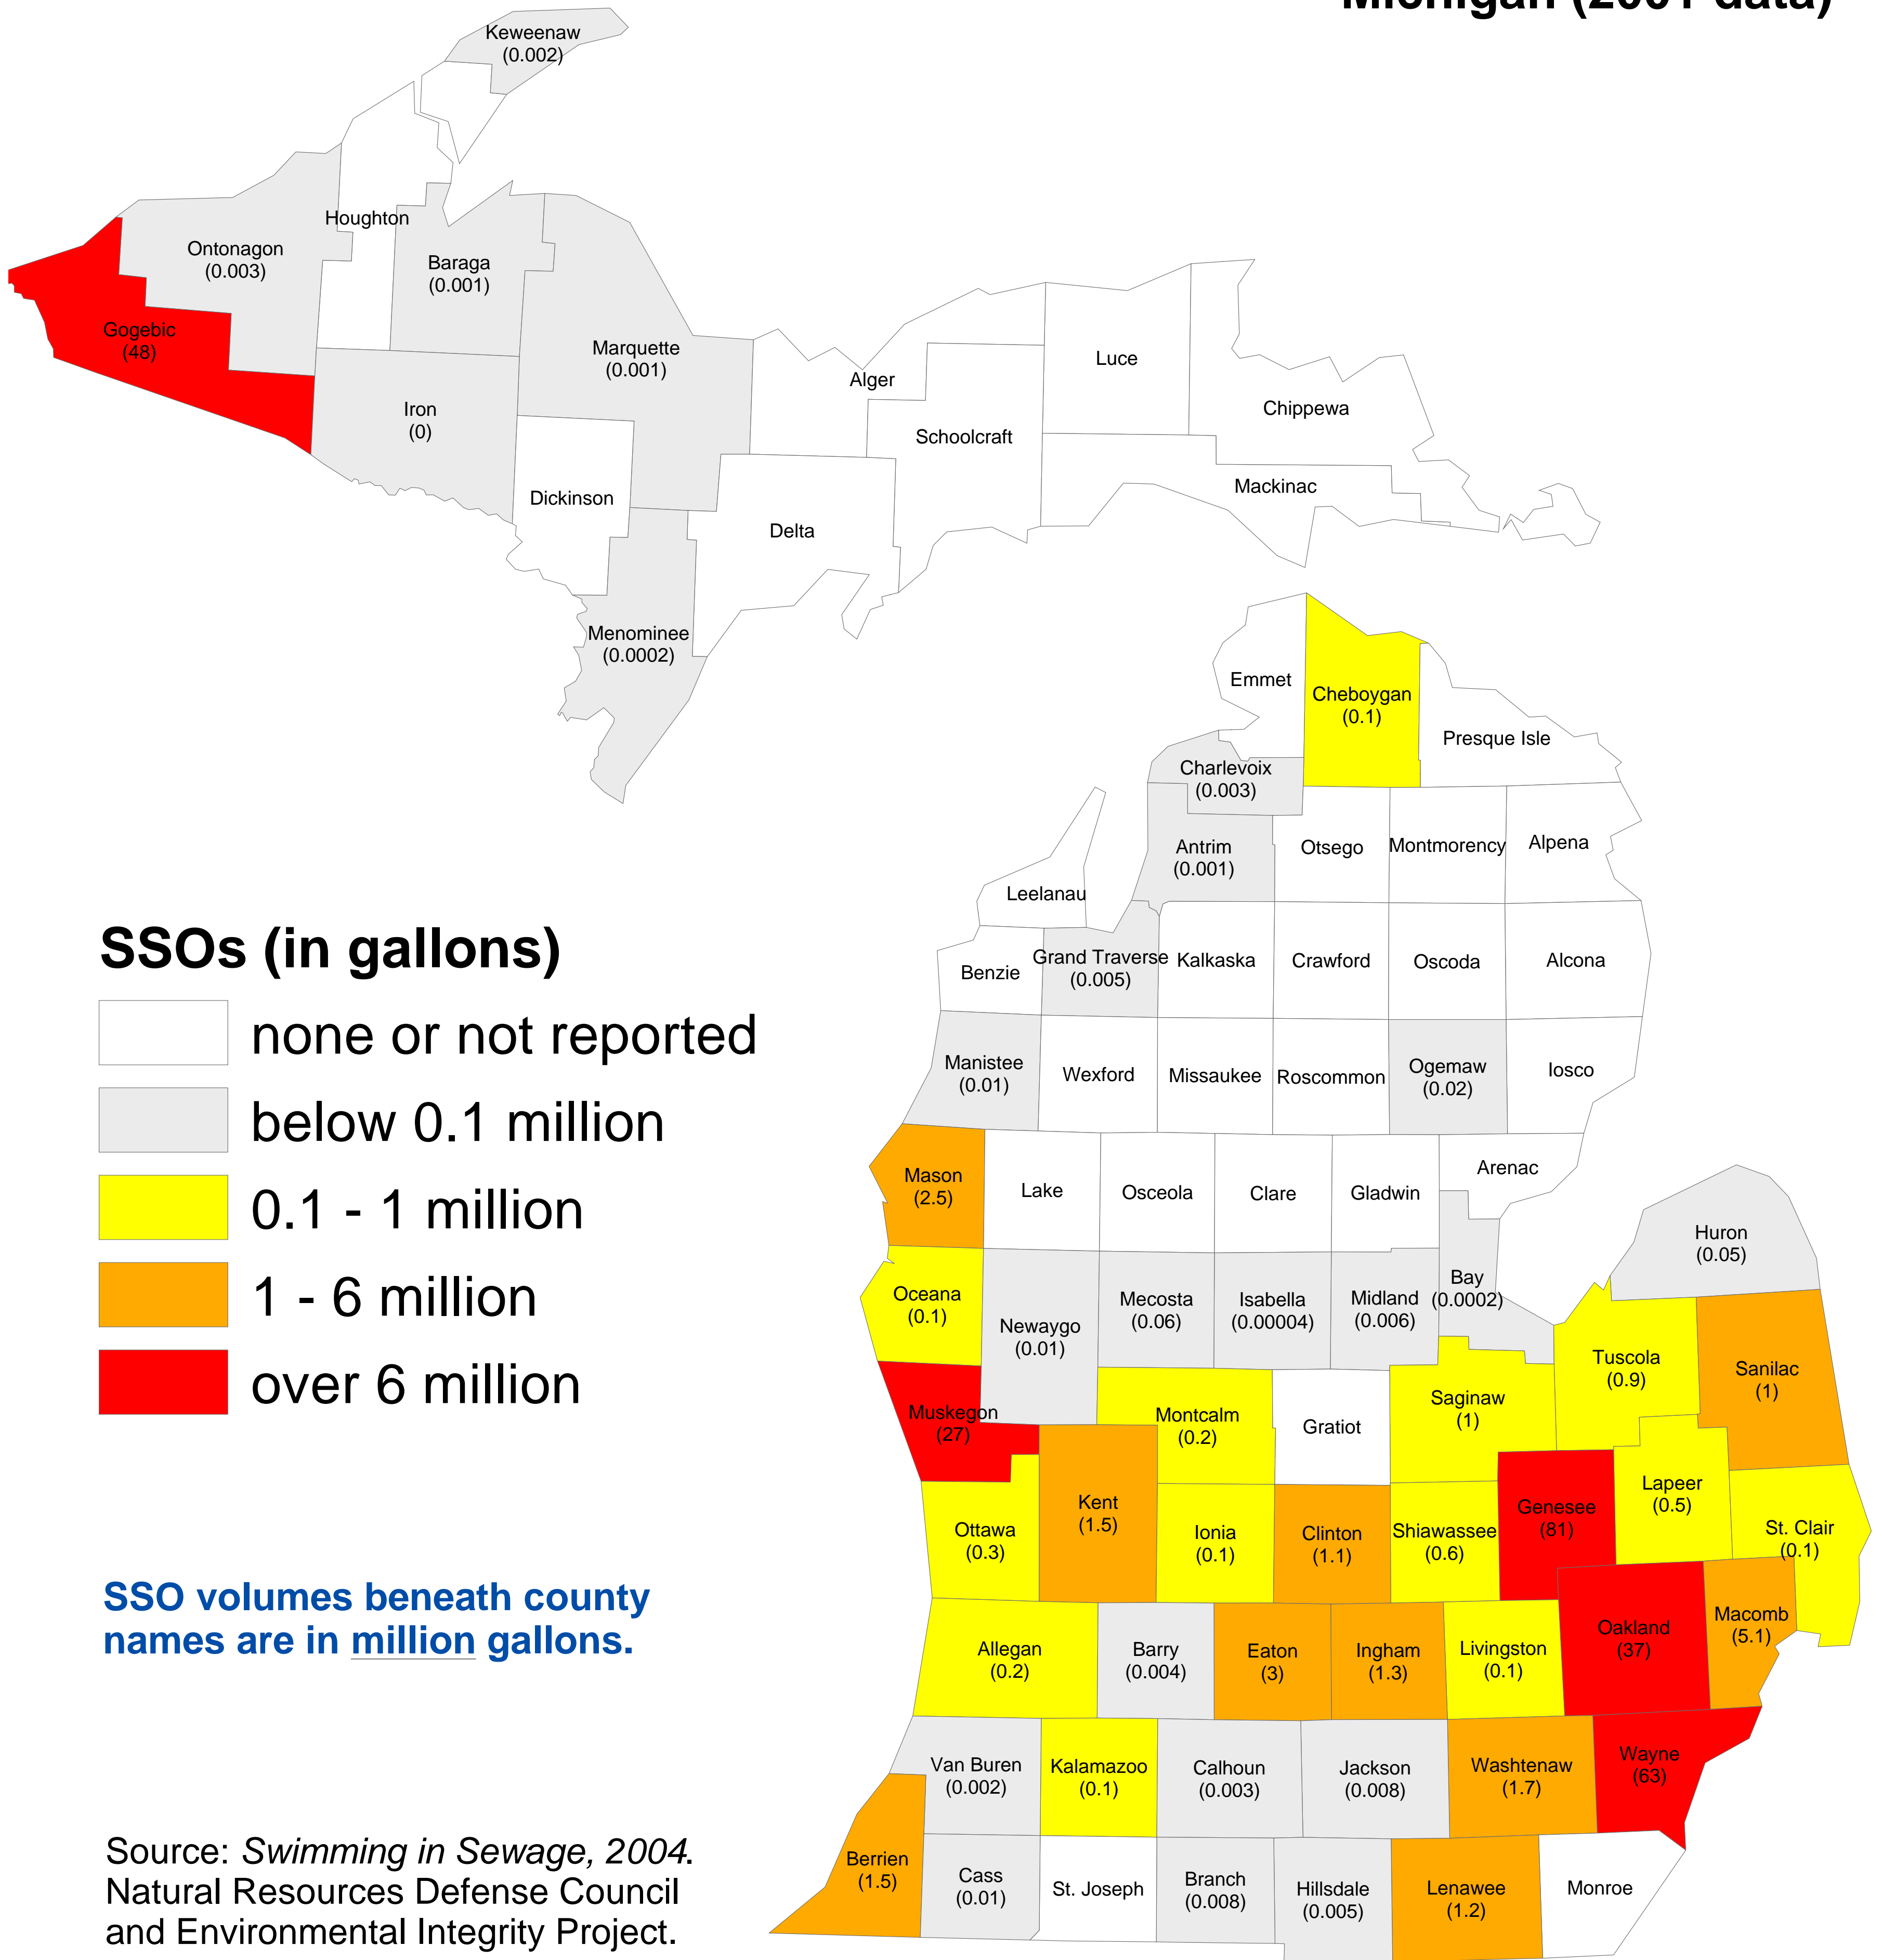 Michigan (2001 data)
Keweenaw
(0.002)
Houghton
Ontonagon
(0.003)
Baraga
(0.001)
Gogebic
(48)
Marquette
(0.001)
Iron
(0)
Alger
Luce
Chippewa
Schoolcraft
Mackinac
Dickinson
Delta
Menominee
(0.0002)
Emmet
Cheboygan
(0.1)
Presque Isle
Charlevoix
(0.003)
Antrim
(0.001)
Otsego
Montmorency
Alpena
Leelanau
Benzie
Grand Traverse
(0.005)
Kalkaska
Crawford
Oscoda
Alcona
Manistee
(0.01)
Wexford
Missaukee
Roscommon
Ogemaw
(0.02)
Iosco
Mason
(2.5)
Lake
Osceola
Clare
Gladwin
Arenac
Huron
(0.05)
Oceana
(0.1)
Newaygo
(0.01)
Mecosta
(0.06)
Isabella
(0.00004)
Midland
(0.006)
Bay
(0.0002)
Tuscola
(0.9)
Sanilac
(1)
Muskegon
(27)
Montcalm
(0.2)
Gratiot
Saginaw
(1)
Lapeer
(0.5)
Genesee
(81)
St. Clair
(0.1)
Ottawa
(0.3)
Kent
(1.5)
Ionia
(0.1)
Clinton
(1.1)
Shiawassee
(0.6)
Allegan
(0.2)
Barry
(0.004)
Eaton
(3)
Ingham
(1.3)
Livingston
(0.1)
Oakland
(37)
Macomb
(5.1)
Van Buren
(0.002)
Kalamazoo
(0.1)
Calhoun
(0.003)
Jackson
(0.008)
Washtenaw
(1.7)
Wayne
(63)
Berrien
(1.5)
Cass
(0.01)
St. Joseph
Branch
(0.008)
Hillsdale
(0.005)
Lenawee
(1.2)
Monroe
SSOs (in gallons)
none or not reported
below 0.1 million
0.1 - 1 million
1 - 6 million
over 6 million
SSO volumes beneath county
names are in million gallons.
Source: Swimming in Sewage, 2004.
Natural Resources Defense Council
and Environmental Integrity Project.